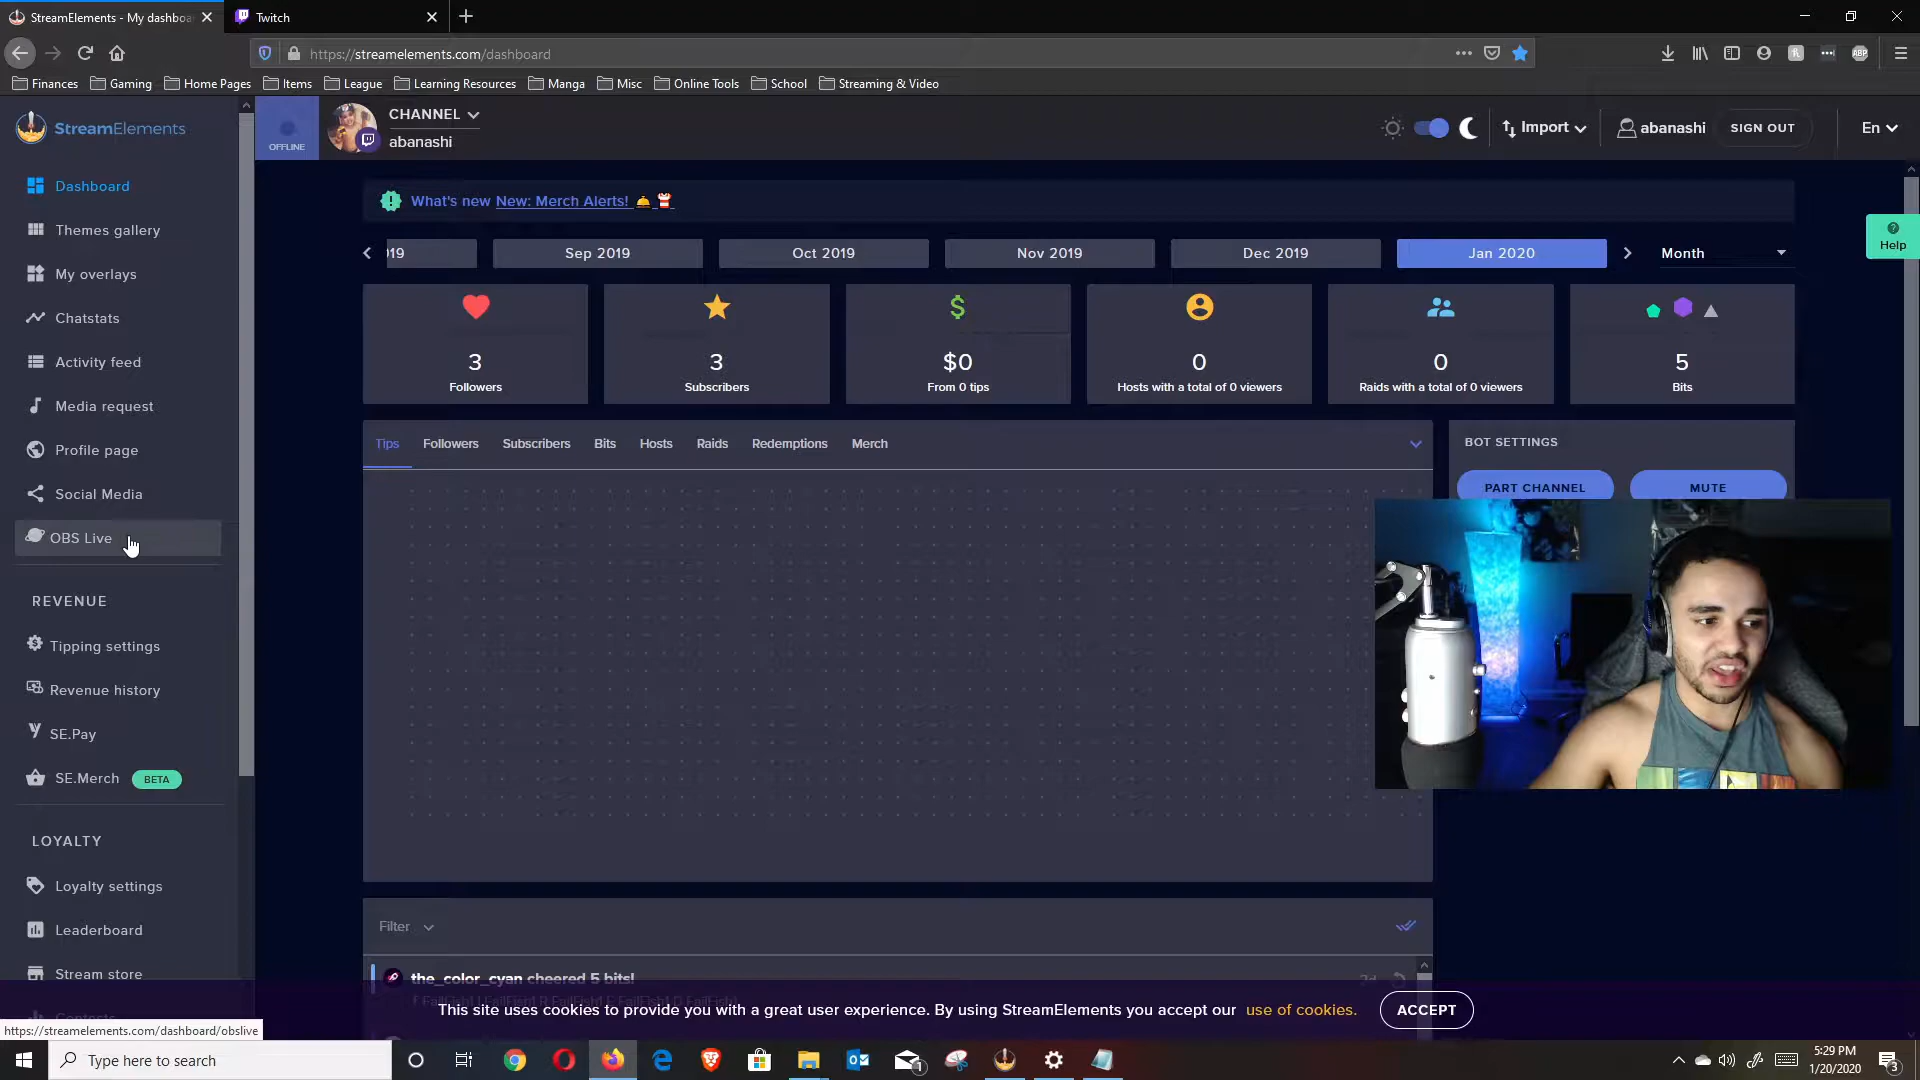 StreamElements - My dashboa
Twitch
https://streamelements.com/dashboard
Finances
Gaming
Home Pages
Items
League
Learning Resources
Manga
Misc
Online Tools
School
Streaming & Video
StreamElements
OFFLINE
CHANNEL
abanashi
Import
abanashi
SIGN OUT
En
Dashboard
Themes gallery
My overlays
Chatstats
Activity feed
Media request
Profile page
Social Media
OBS Live
REVENUE
Tipping settings
Revenue history
SE.Pay
SE.Merch BETA
LOYALTY
Loyalty settings
Leaderboard
Stream store
Contests
What's new New: Merch Alerts!
Help
19 Sep 2019 Oct 2019 Nov 2019 Dec 2019 Jan 2020 Month
3
Followers
3
Subscribers
$0
From 0 tips
0
Hosts with a total of 0 viewers
0
Raids with a total of 0 viewers
5
Bits
Tips Followers Subscribers Bits Hosts Raids Redemptions Merch
BOT SETTINGS
PART CHANNEL MUTE
Filter
the_color_cyan cheered 5 bits!
This site uses cookies to provide you with a great user experience. By using StreamElements you accept our use of cookies.
ACCEPT
https://streamelements.com/dashboard/obslive
Type here to search
1
5:29 PM
1/20/2020
3